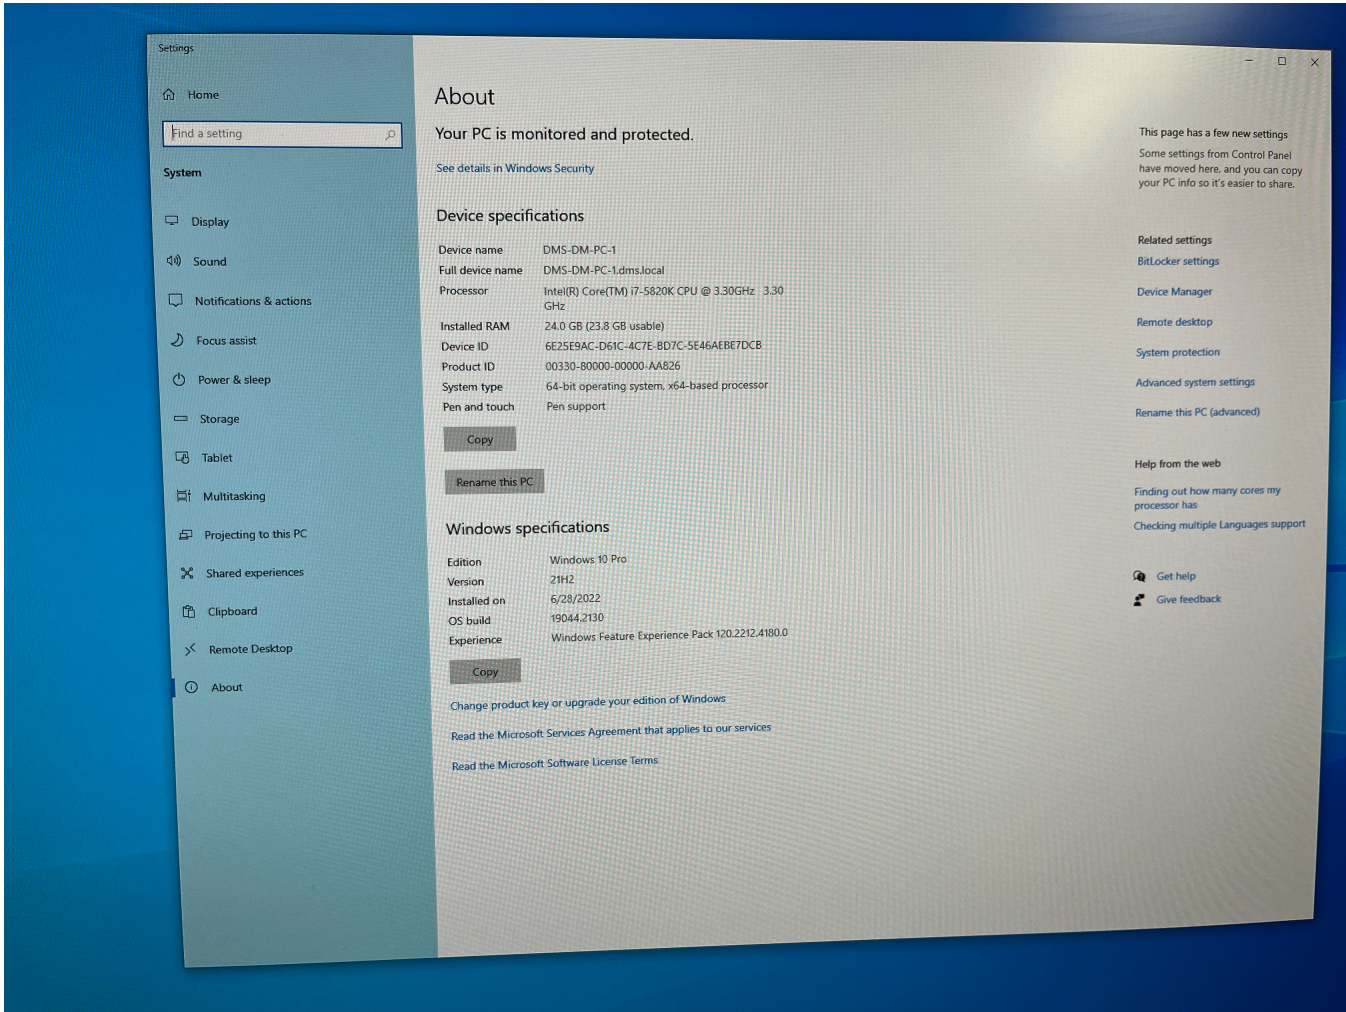 Settings
Home
Find a setting
System
Display
Sound
Notifications & actions
Focus assist
Power & sleep
Storage
Tablet
Multitasking
Projecting to this PC
Shared experiences
Clipboard
Remote Desktop
About
About
Your PC is monitored and protected.
See details in Windows Security
Device specifications
Device name DMS-DM-PC-1
Full device name DMS-DM-PC-1.dms.local
Processor Intel(R) Core(TM) i7-5820K CPU @ 3.30GHz 3.30
GHz
Installed RAM 24.0 GB (23.8 GB usable)
Device ID 6E25E9AC-D61C-4C7E-BD7C-5E46AEBE7DCB
Product ID 00330-80000-00000-AA826
System type 64-bit operating system, x64-based processor
Pen and touch Pen support
Copy
Rename this PC
Windows specifications
Edition Windows 10 Pro
Version 21H2
Installed on 6/28/2022
OS build 19044.2130
Experience Windows Feature Experience Pack 120.2212.4180.0
Copy
Change product key or upgrade your edition of Windows
Read the Microsoft Services Agreement that applies to our services
Read the Microsoft Software License Terms
This page has a few new settings
Some settings from Control Panel
have moved here, and you can copy
your PC info so it's easier to share.
Related settings
BitLocker settings
Device Manager
Remote desktop
System protection
Advanced system settings
Rename this PC (advanced)
Help from the web
Finding out how many cores my
processor has
Checking multiple Languages support
Get help
Give feedback